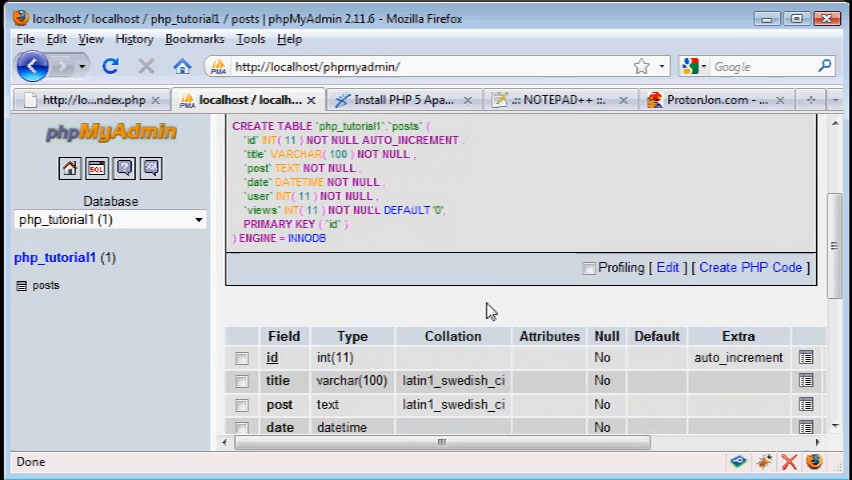 localhost / localhost / php_tutorial1 / posts | phpMyAdmin 2.11.6 - Mozilla Firefox
File Edit View History Bookmarks Tools Help
http://localhost/phpmyadmin/
Google
http://lo...ndex.php
localhost / localh...
Install PHP 5 Apa...
.:: NOTEPAD++ ::.
ProtonJon.com - ...
phpMyAdmin
SQL
Database
php_tutorial1 (1)
php_tutorial1 (1)
posts
CREATE TABLE `php_tutorial1`.`posts` (
`id` INT( 11 ) NOT NULL AUTO_INCREMENT ,
`title` VARCHAR( 100 ) NOT NULL ,
`post` TEXT NOT NULL ,
`date` DATETIME NOT NULL ,
`user` INT( 11 ) NOT NULL ,
`views` INT( 11 ) NOT NULL DEFAULT '0',
PRIMARY KEY ( `id` )
) ENGINE = INNODB
Profiling [ Edit ] [ Create PHP Code ]
Field Type Collation Attributes Null Default Extra
id int(11) No auto_increment
title varchar(100) latin1_swedish_ci No
post text latin1_swedish_ci No
date datetime No
Done